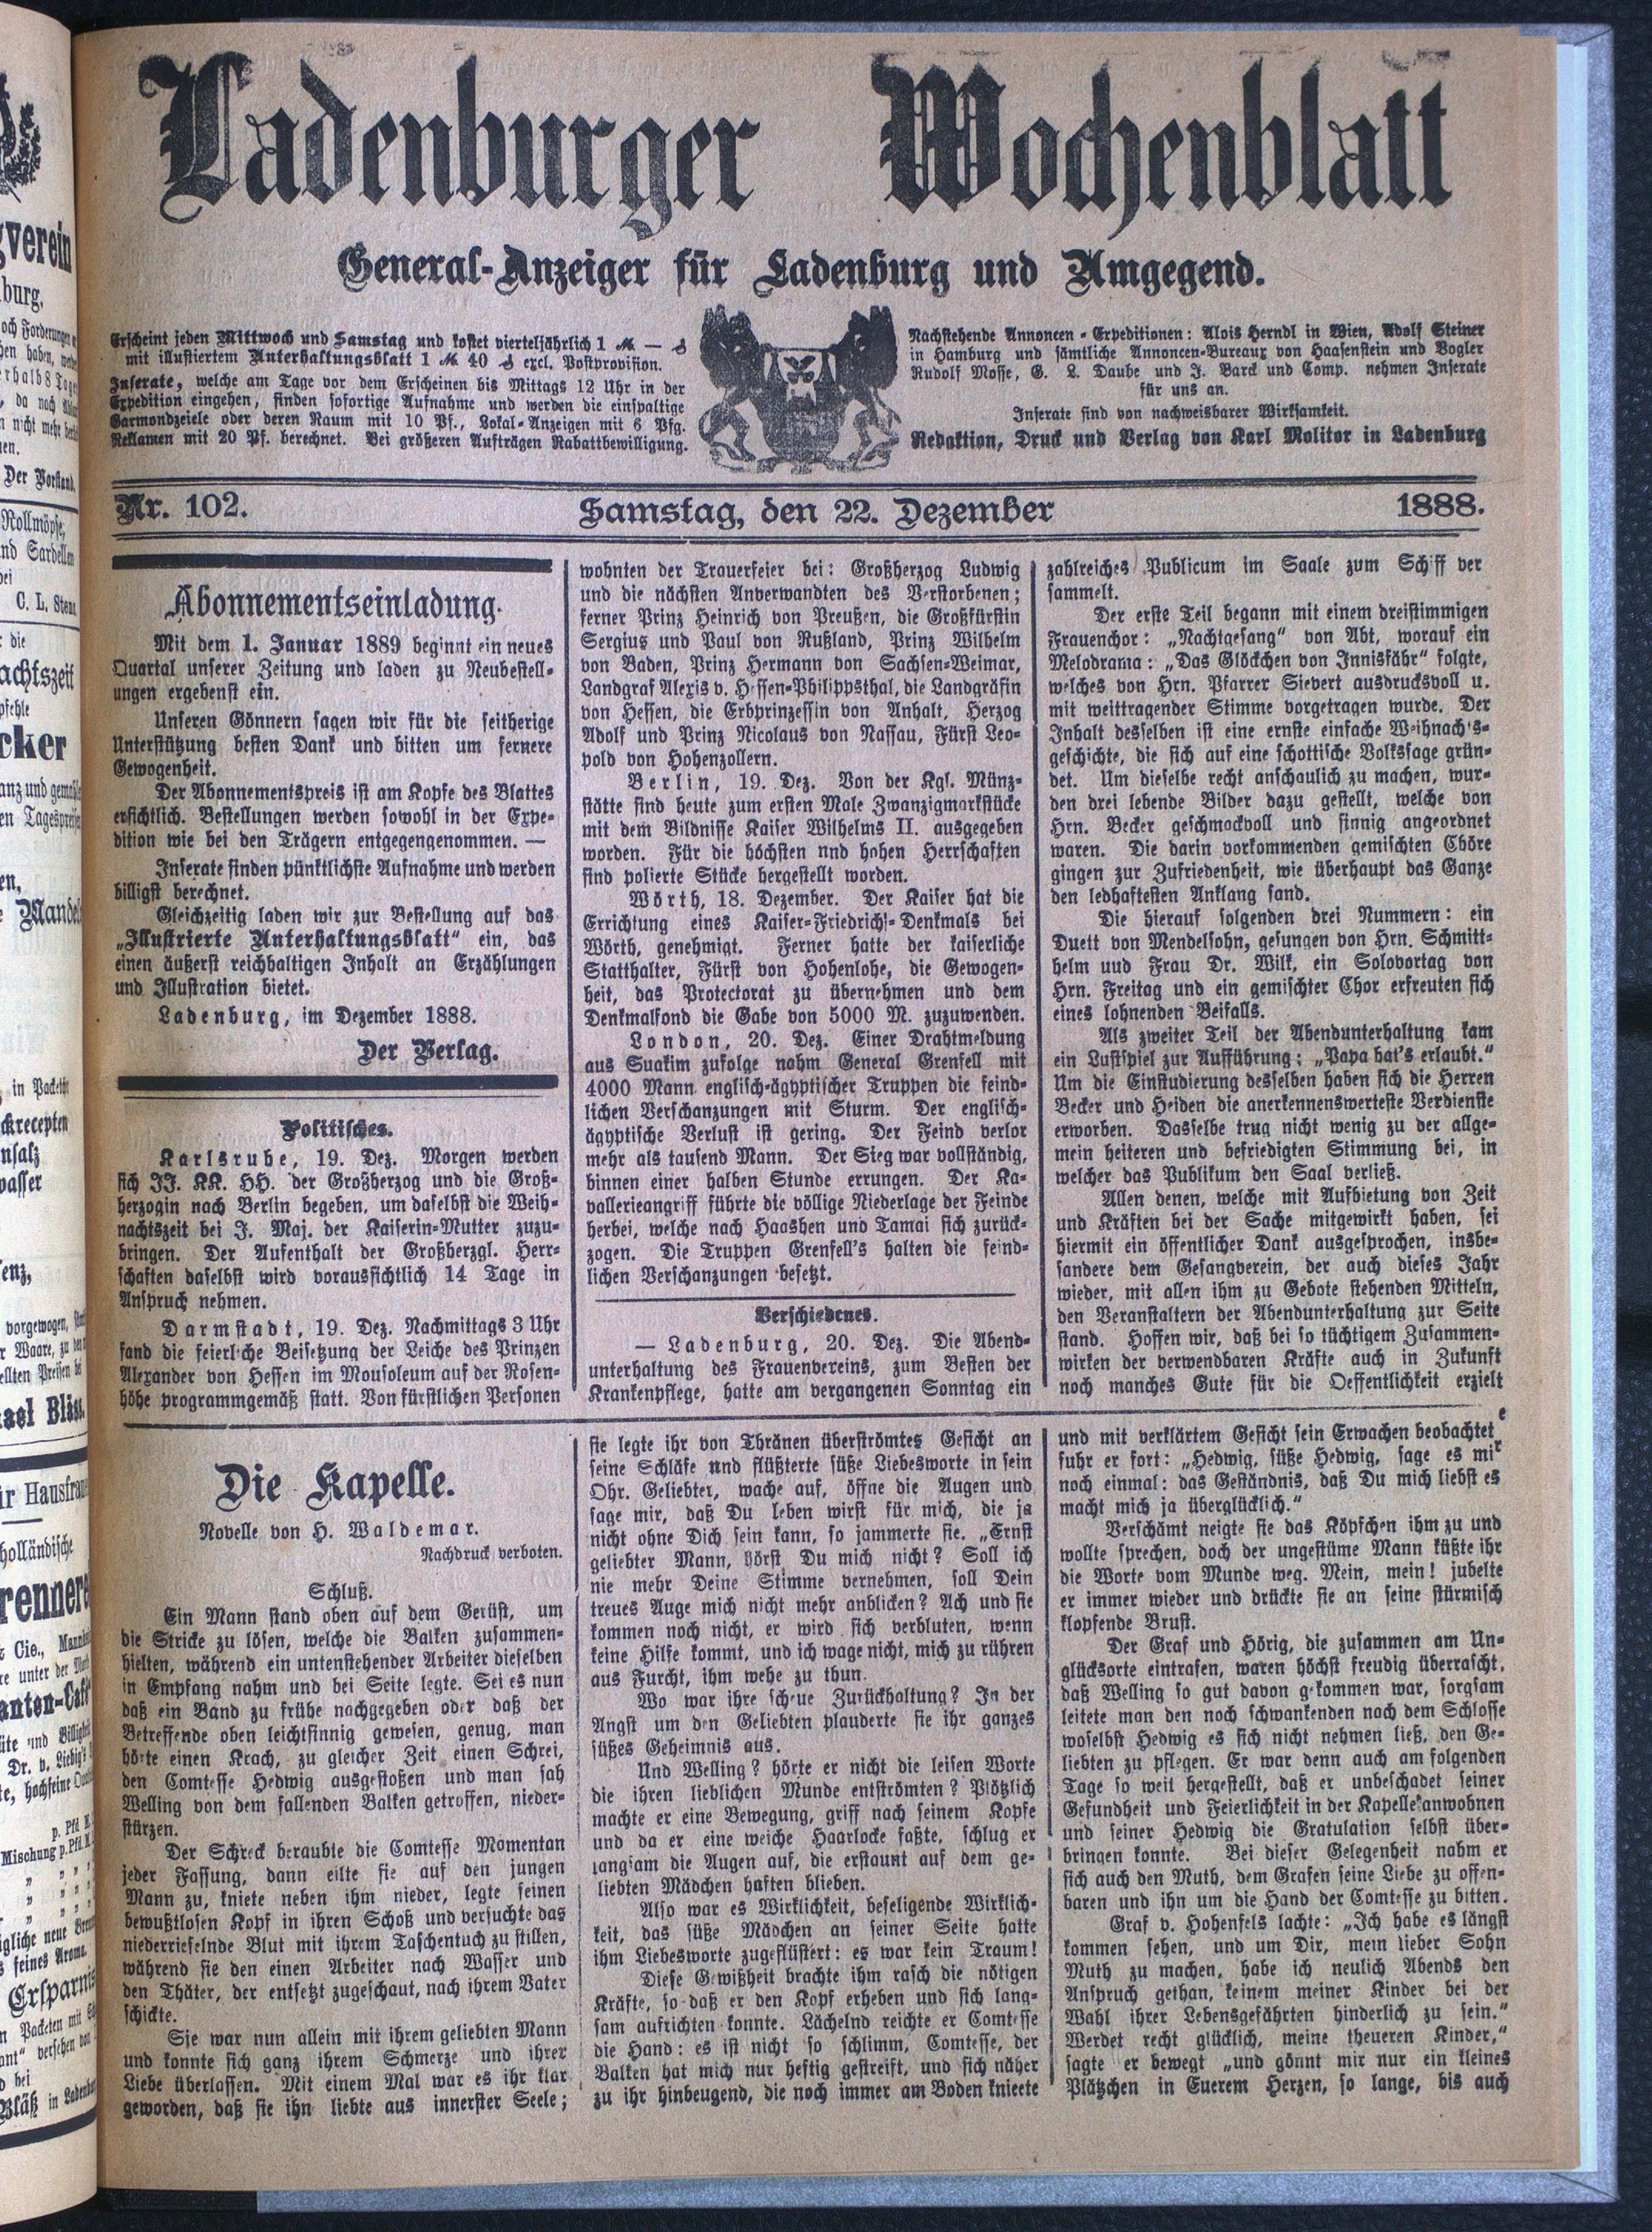 Ladenburger Wochenblatt
General-Anzeiger für Ladenburg und Umgegend.
Erscheint jeden Mittwoch und Samstag und kostet vierteljährlich 1 ℳ — ₰
mit illustriertem Unterhaltungsblatt 1 ℳ 40 ₰ excl. Postprovision.
Inserate, welche am Tage vor dem Erscheinen bis Mittags 12 Uhr in der
Expedition eingehen, finden sofortige Aufnahme und werden die einspaltige
Garmondzeiele oder deren Raum mit 10 Pf., Lokal-Anzeigen mit 6 Pfg.
Reklamen mit 20 Pf. berechnet. Bei größeren Aufträgen Rabattbewilligung.
Nachstehende Annoncen-Expeditionen: Alois Herndl in Wien, Adolf Steiner
in Hamburg und sämtliche Annoncen-Bureaux von Haasenstein und Vogler
Rudolf Mosse, G. L. Daube und J. Barck und Comp. nehmen Inserate
für uns an.
Inserate sind von nachweisbarer Wirksamkeit.
Redaktion, Druck und Verlag von Karl Molitor in Ladenburg
Nr. 102.
Samstag, den 22. Dezember
1888.
Abonnementseinladung.
Mit dem 1. Januar 1889 beginnt ein neues
Quartal unserer Zeitung und laden zu Neubestell-
ungen ergebenst ein.
Unseren Gönnern sagen wir für die seitherige
Unterstützung besten Dank und bitten um fernere
Gewogenheit.
Der Abonnementspreis ist am Kopfe des Blattes
ersichtlich. Bestellungen werden sowohl in der Expe-
dition wie bei den Trägern entgegengenommen. —
Inserate finden pünktlichste Aufnahme und werden
billigst berechnet.
Gleichzeitig laden wir zur Bestellung auf das
„Illustrierte Unterhaltungsblatt“ ein, das
einen äußerst reichhaltigen Inhalt an Erzählungen
und Illustration bietet.
Ladenburg, im Dezember 1888.
Der Verlag.
Politisches.
Karlsruhe, 19. Dez. Morgen werden
sich JJ. KK. HH. der Großherzog und die Groß-
herzogin nach Berlin begeben, um daselbst die Weih-
nachtszeit bei J. Maj. der Kaiserin-Mutter zuzu-
bringen. Der Aufenthalt der Großherzgl. Herr-
schaften daselbst wird voraussichtlich 14 Tage in
Anspruch nehmen.
Darmstadt, 19. Dez. Nachmittags 3 Uhr
fand die feierliche Beisetzung der Leiche des Prinzen
Alexander von Hessen im Mousoleum auf der Rosen-
höhe programmgemäß statt. Von fürstlichen Personen
wohnten der Trauerfeier bei: Großherzog Ludwig
und die nächsten Anverwandten des Verstorbenen;
ferner Prinz Heinrich von Preußen, die Großfürstin
Sergius und Paul von Rußland, Prinz Wilhelm
von Baden, Prinz Hermann von Sachsen-Weimar,
Landgraf Alexis v. Hessen-Philippsthal, die Landgräfin
von Hessen, die Erbprinzessin von Anhalt, Herzog
Adolf und Prinz Nicolaus von Nassau, Fürst Leo-
pold von Hohenzollern.
Berlin, 19. Dez. Von der Kgl. Münz-
stätte sind heute zum ersten Male Zwanzigmarkstücke
mit dem Bildnisse Kaiser Wilhelms II. ausgegeben
worden. Für die höchsten nnd hohen Herrschaften
sind polierte Stücke hergestellt worden.
Wörth, 18. Dezember. Der Kaiser hat die
Errichtung eines Kaiser-Friedrichs-Denkmals bei
Wörth, genehmigt. Ferner hatte der kaiserliche
Statthalter, Fürst von Hohenlohe, die Gewogen-
heit, das Protectorat zu übernehmen und dem
Denkmalfond die Gabe von 5000 M. zuzuwenden.
London, 20. Dez. Einer Drahtmeldung
aus Suakim zufolge nahm General Grenfell mit
4000 Mann englisch-ägyptischer Truppen die feind-
lichen Verschanzungen mit Sturm. Der englisch-
ägyptische Verlust ist gering. Der Feind verlor
mehr als tausend Mann. Der Sieg war vollständig,
binnen einer halben Stunde errungen. Der Ka-
vallerieangriff führte die völlige Niederlage der Feinde
herbei, welche nach Haashen und Tamai sich zurück-
zogen. Die Truppen Grenfell's halten die feind-
lichen Verschanzungen besetzt.
Verschiedenes.
— Ladenburg, 20. Dez. Die Abend-
unterhaltung des Frauenvereins, zum Besten der
Krankenpflege, hatte am vergangenen Sonntag ein
zahlreiches Publicum im Saale zum Schiff ver
sammelt.
Der erste Teil begann mit einem dreistimmigen
Frauenchor: „Nachtgesang“ von Abt, worauf ein
Melodrama: „Das Glöckchen von Innisfähr“ folgte,
welches von Hrn. Pfarrer Sievert ausdrucksvoll u.
mit weittragender Stimme vorgetragen wurde. Der
Inhalt desselben ist eine ernste einfache Weihnach's-
geschichte, die sich auf eine schottische Volkssage grün-
det. Um dieselbe recht anschaulich zu machen, wur-
den drei lebende Bilder dazu gestellt, welche von
Hrn. Becker geschmackvoll und sinnig angeordnet
waren. Die darin vorkommenden gemischten Chöre
gingen zur Zufriedenheit, wie überhaupt das Ganze
den ledhaftesten Anklang fand.
Die hierauf folgenden drei Nummern: ein
Duett von Mendelsohn, gesungen von Hrn. Schmitt-
helm und Frau Dr. Wilk, ein Solovortag von
Hrn. Freitag und ein gemischter Chor erfreuten sich
eines lohnenden Beifalls.
Als zweiter Teil der Abendunterhaltung kam
ein Lustspiel zur Aufführung: „Papa hat's erlaubt.“
Um die Einstudierung desselben haben sich die Herren
Becker und Heiden die anerkennenswerteste Verdienste
erworben. Dasselbe trug nicht wenig zu der allge-
mein heiteren und befriedigten Stimmung bei, in
welcher das Publikum den Saal verließ.
Allen denen, welche mit Aufbietung von Zeit
und Kräften bei der Sache mitgewirkt haben, sei
hiermit ein öffentlicher Dank ausgesprochen, insbe-
sandere dem Gesangverein, der auch dieses Jahr
wieder, mit allen ihm zu Gebote stehenden Mitteln,
den Veranstaltern der Abendunterhaltung zur Seite
stand. Hoffen wir, daß bei so tüchtigem Zusammen-
wirken der verwendbaren Kräfte auch in Zukunft
noch manches Gute für die Oeffentlichkeit erzielt
Die Kapelle.
Novelle von H. Waldemar.
Nachdruck verboten.
Schluß.
Ein Mann stand oben auf dem Gerüst, um
die Stricke zu lösen, welche die Balken zusammen-
hielten, während ein untenstehender Arbeiter dieselben
in Empfang nahm und bei Seite legte. Sei es nun
daß ein Band zu frühe nachgegeben oder daß der
Betreffende oben leichtsinnig gewesen, genug, man
hörte einen Krach, zu gleicher Zeit einen Schrei,
den Comtesse Hedwig ausgestoßen und man sah
Welling von dem fallenden Balken getroffen, nieder-
stürzen.
Der Schreck beraubte die Comtesse Momentan
jeder Fassung, dann eilte sie auf den jungen
Mann zu, kniete neben ihm nieder, legte seinen
bewußtlosen Kopf in ihren Schoß und versuchte das
niederrieselnde Blut mit ihrem Taschentuch zu stillen,
während sie den einen Arbeiter nach Wasser und
den Thäter, der entsetzt zugeschaut, nach ihrem Vater
schickte.
Sie war nun allein mit ihrem geliebten Mann
und konnte sich ganz ihrem Schmerze und ihrer
Liebe überlassen. Mit einem Mal war es ihr klar
geworden, daß sie ihn liebte aus innerster Seele;
sie legte ihr von Thränen überströmtes Gesicht an
seine Schläfe und flüßterte süße Liebesworte in sein
Ohr. Geliebter, wache auf, öffne die Augen und
sage mir, daß Du leben wirst für mich, die ja
nicht ohne Dich sein kann, so jammerte sie. „Ernst
geliebter Mann, hörst Du mich nicht? Soll ich
nie mehr Deine Stimme vernehmen, soll Dein
treues Auge mich nicht mehr anblicken? Ach und sie
kommen noch nicht, er wird sich verbluten, wenn
keine Hilfe kommt, und ich wage nicht, mich zu rühren
aus Furcht, ihm wehe zu thun.
Wo war ihre scheue Zurückhaltung? In der
Angst um den Geliebten plauderte sie ihr ganzes
süßes Geheimnis aus.
Und Welling? hörte er nicht die leisen Worte
die ihren lieblichen Munde entströmten? Plötzlich
machte er eine Bewegung, griff nach seinem Kopfe
und da er eine weiche Haarlocke faßte, schlug er
langsam die Augen auf, die erstaunt auf dem ge-
liebten Mädchen haften blieben.
Also war es Wirklichkeit, beseligende Wirklich-
keit, das süße Mädchen an seiner Seite hatte
ihm Liebesworte zugeflüstert: es war kein Traum!
Diese Gewißheit brachte ihm rasch die nötigen
Kräfte, so daß er den Kopf erheben und sich lang-
sam aufrichten konnte. Lächelnd reichte er Comtesse
die Hand: es ist nicht so schlimm, Comtesse, der
Balken hat mich nur heftig gestreift, und sich näher
zu ihr hinbeugend, die noch immer am Boden kniete
und mit verklärtem Gesicht sein Erwachen beobachtet
fuhr er fort: „Hedwig, süße Hedwig, sage es mir
noch einmal: das Geständnis, daß Du mich liebst es
macht mich ja überglücklich.“
Verschämt neigte sie das Köpfchen ihm zu und
wollte sprechen, doch der ungestüme Mann küßte ihr
die Worte vom Munde weg. Mein, mein! jubelte
er immer wieder und drückte sie an seine stürmisch
klopfende Brust.
Der Graf und Hörig, die zusammen am Un-
glücksorte eintrafen, waren höchst freudig überrascht,
daß Welling so gut davon gekommen war, sorgsam
leitete man den noch schwankenden nach dem Schlosse
woselbst Hedwig es sich nicht nehmen ließ, den Ge-
liebten zu pflegen. Er war denn auch am folgenden
Tage so weit hergestellt, daß er unbeschadet seiner
Gesundheit und Feierlichkeit in der Kapelle anwohnen
und seiner Hedwig die Gratulation selbst über-
bringen konnte. Bei dieser Gelegenheit nahm er
sich auch den Muth, dem Grafen seine Liebe zu offen-
baren und ihn um die Hand der Comtesse zu bitten.
Graf v. Hohenfels lachte: „Ich habe es längst
kommen sehen, und um Dir, mein lieber Sohn
Muth zu machen, habe ich neulich Abends den
Anspruch gethan, keinem meiner Kinder bei der
Wahl ihrer Lebensgefährten hinderlich zu sein.“
Werdet recht glücklich, meine theueren Kinder,“
sagte er bewegt „und gönnt mir nur ein kleines
Plätzchen in Euerem Herzen, so lange, bis auch